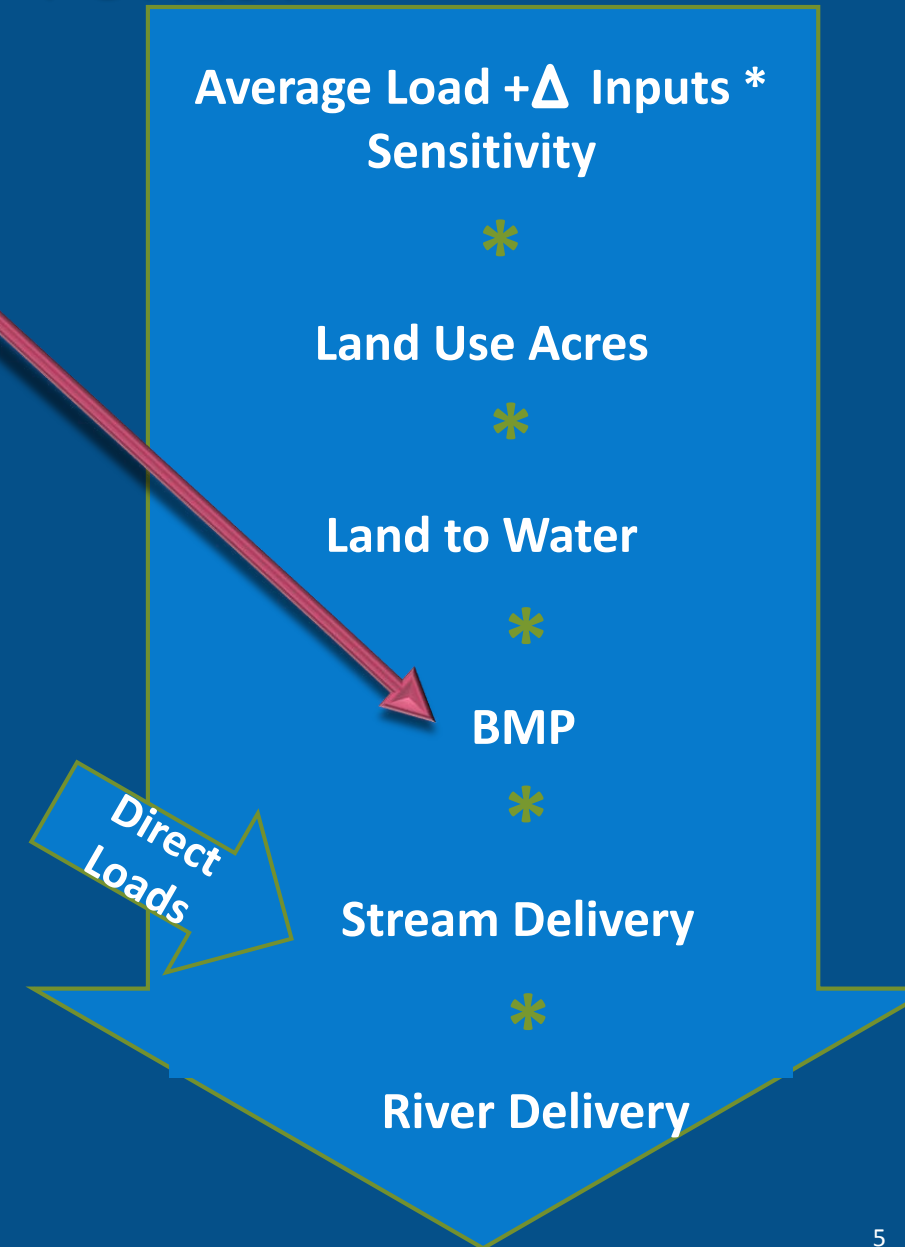 Average Load +Δ Inputs *
Sensitivity
*
Land Use Acres
*
Land to Water
*
BMP
*
Direct
Loads
Stream Delivery
*
River Delivery
5